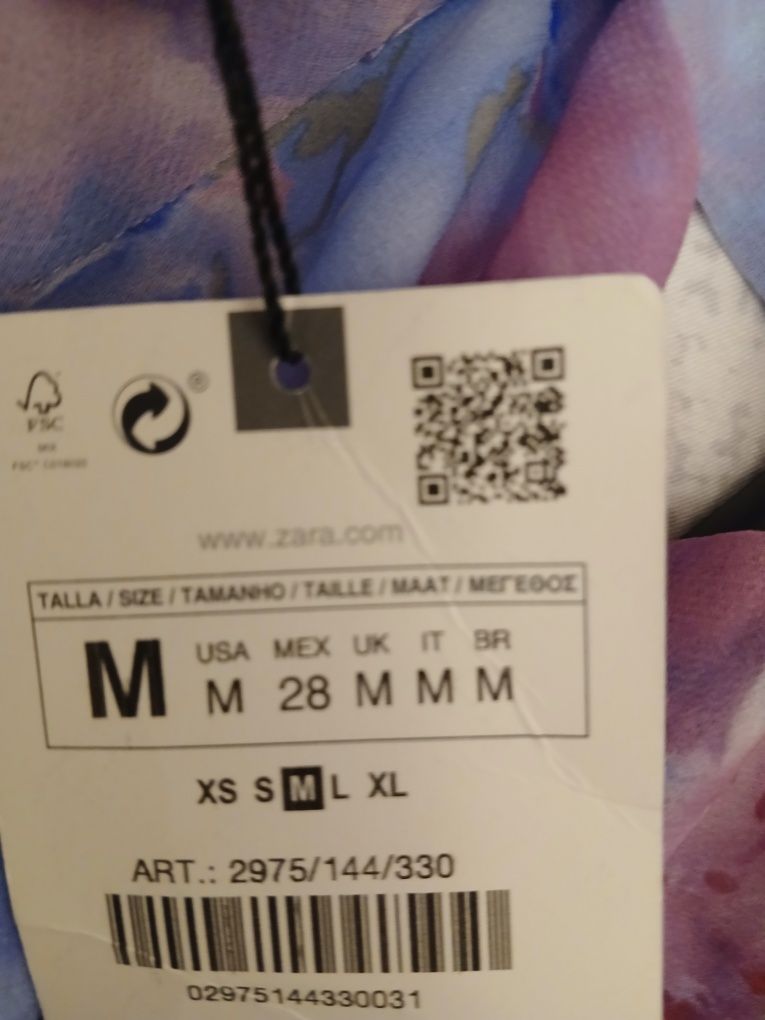 FSC
MIX
®
www.zara.com
TALLA / SIZE / TAMANHO / TAILLE / MAAT / ΜΕΓΕΘΟΣ
M
USA MEX UK IT BR
M 28 M M M
XS S M L XL
ART.: 2975/144/330
02975144330031